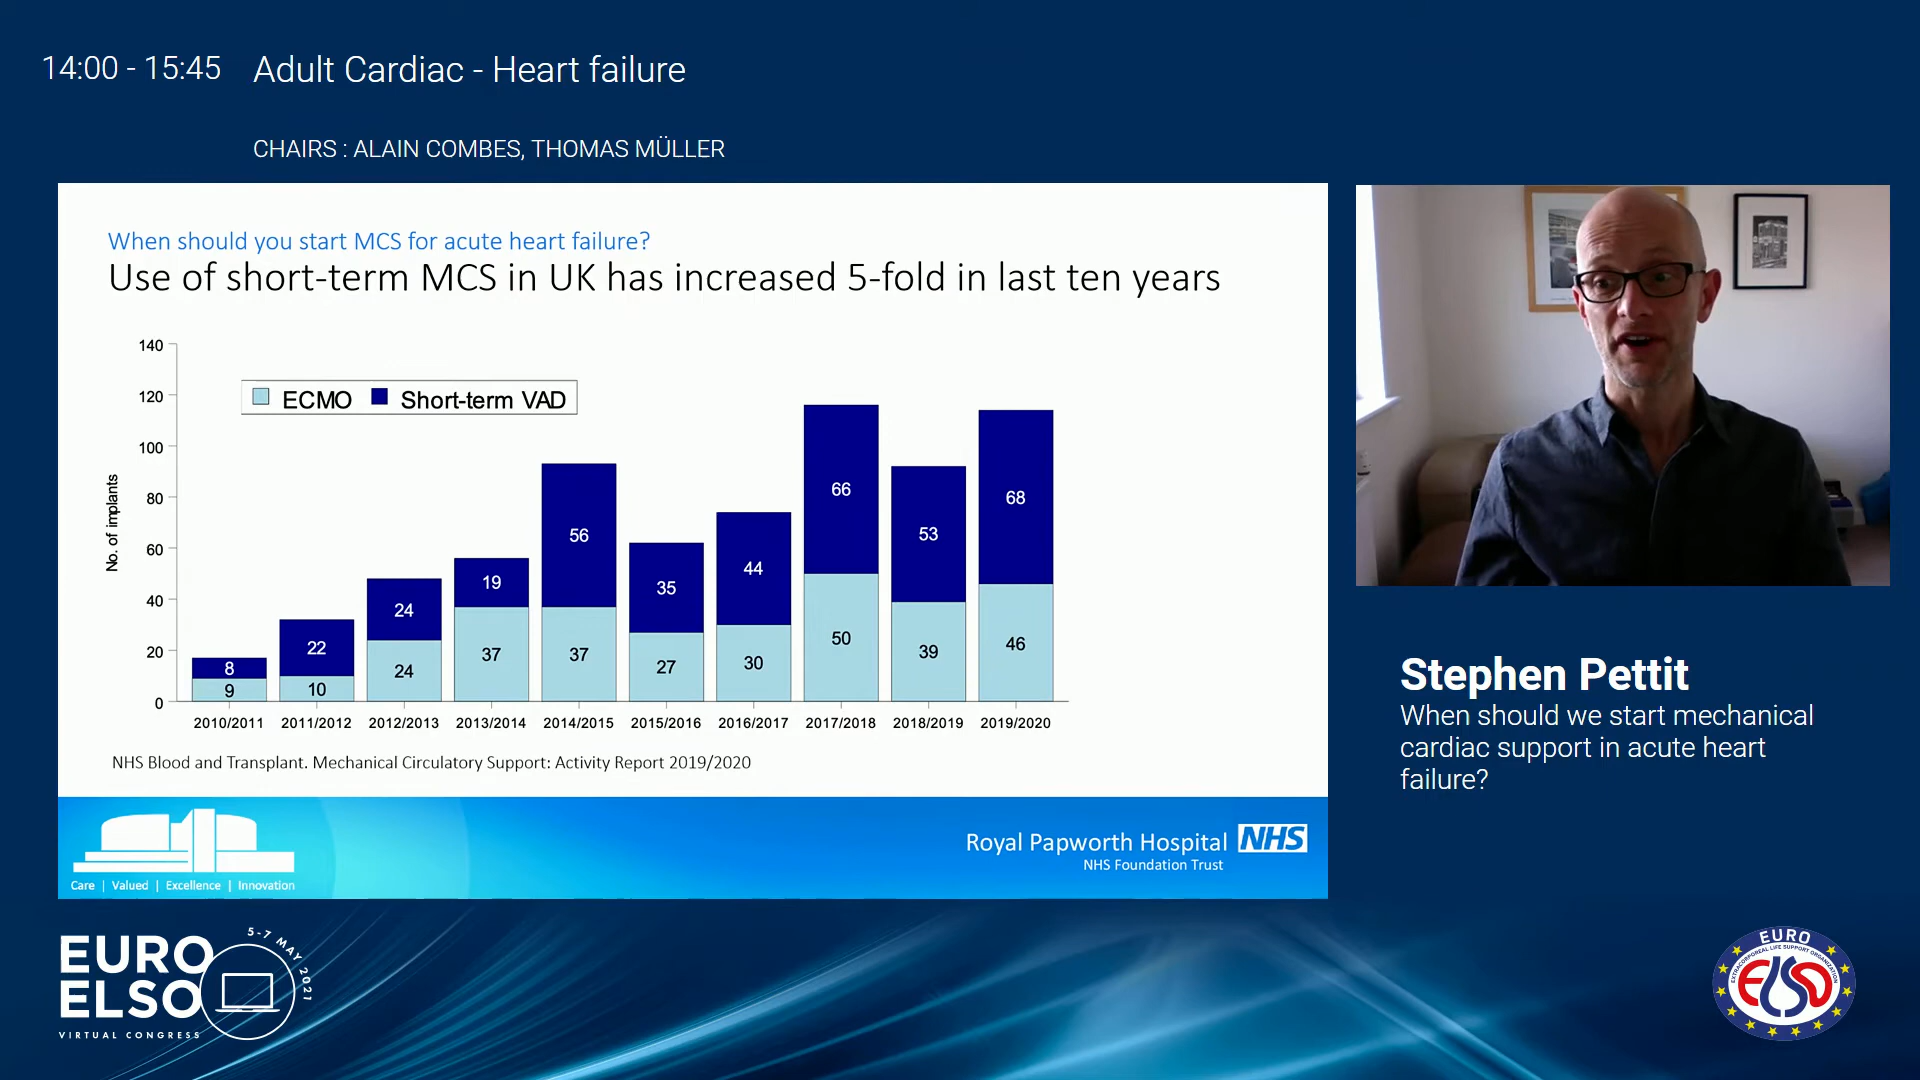 14:00 - 15:45 Adult Cardiac - Heart failure
CHAIRS : ALAIN COMBES, THOMAS MÜLLER
When should you start MCS for acute heart failure?
Use of short-term MCS in UK has increased 5-fold in last ten years
140
120
100
80
60
40
20
0
No. of implants
ECMO Short-term VAD
8 22 24 19 56 35 44 66 53 68
9 10 24 37 37 27 30 50 39 46
2010/2011 2011/2012 2012/2013 2013/2014 2014/2015 2015/2016 2016/2017 2017/2018 2018/2019 2019/2020
NHS Blood and Transplant. Mechanical Circulatory Support: Activity Report 2019/2020
Care | Valued | Excellence | Innovation
Royal Papworth Hospital NHS
NHS Foundation Trust
Stephen Pettit
When should we start mechanical
cardiac support in acute heart
failure?
EURO
ELSO
VIRTUAL CONGRESS
5-7 MAY 2021
EURO
EXTRACORPOREAL LIFE SUPPORT ORGANIZATION
ELSO